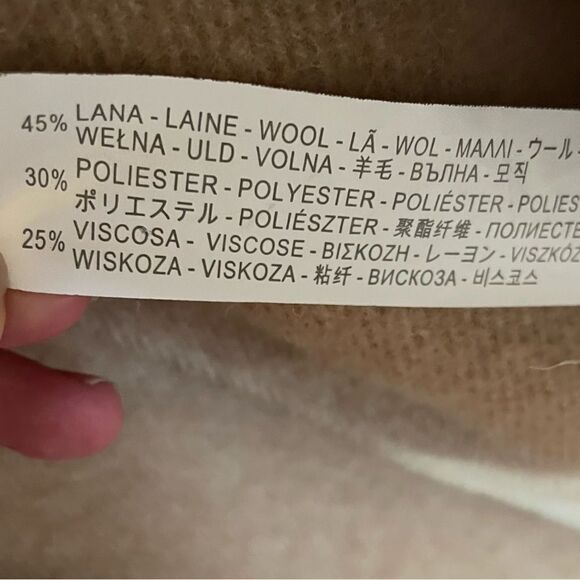 45% LANA - LAINE - WOOL - LÃ - WOL - ΜΑΛΛΙ - ウール -
WEŁNA - ULD - VOLNA - 羊毛 - ВЪЛНА - 모직
30% POLIESTER - POLYESTER - POLIÉSTER - POLIES
ポリエステル - POLIÉSZTER - 聚酯纤维 - ПОЛИЕСТЕ
25% VISCOSA - VISCOSE - ΒΙΣΚΟΖΗ - レーヨン - VISZKÓZ
WISKOZA - VISKOZA - 粘纤 - ВИСКОЗА - 비스코스